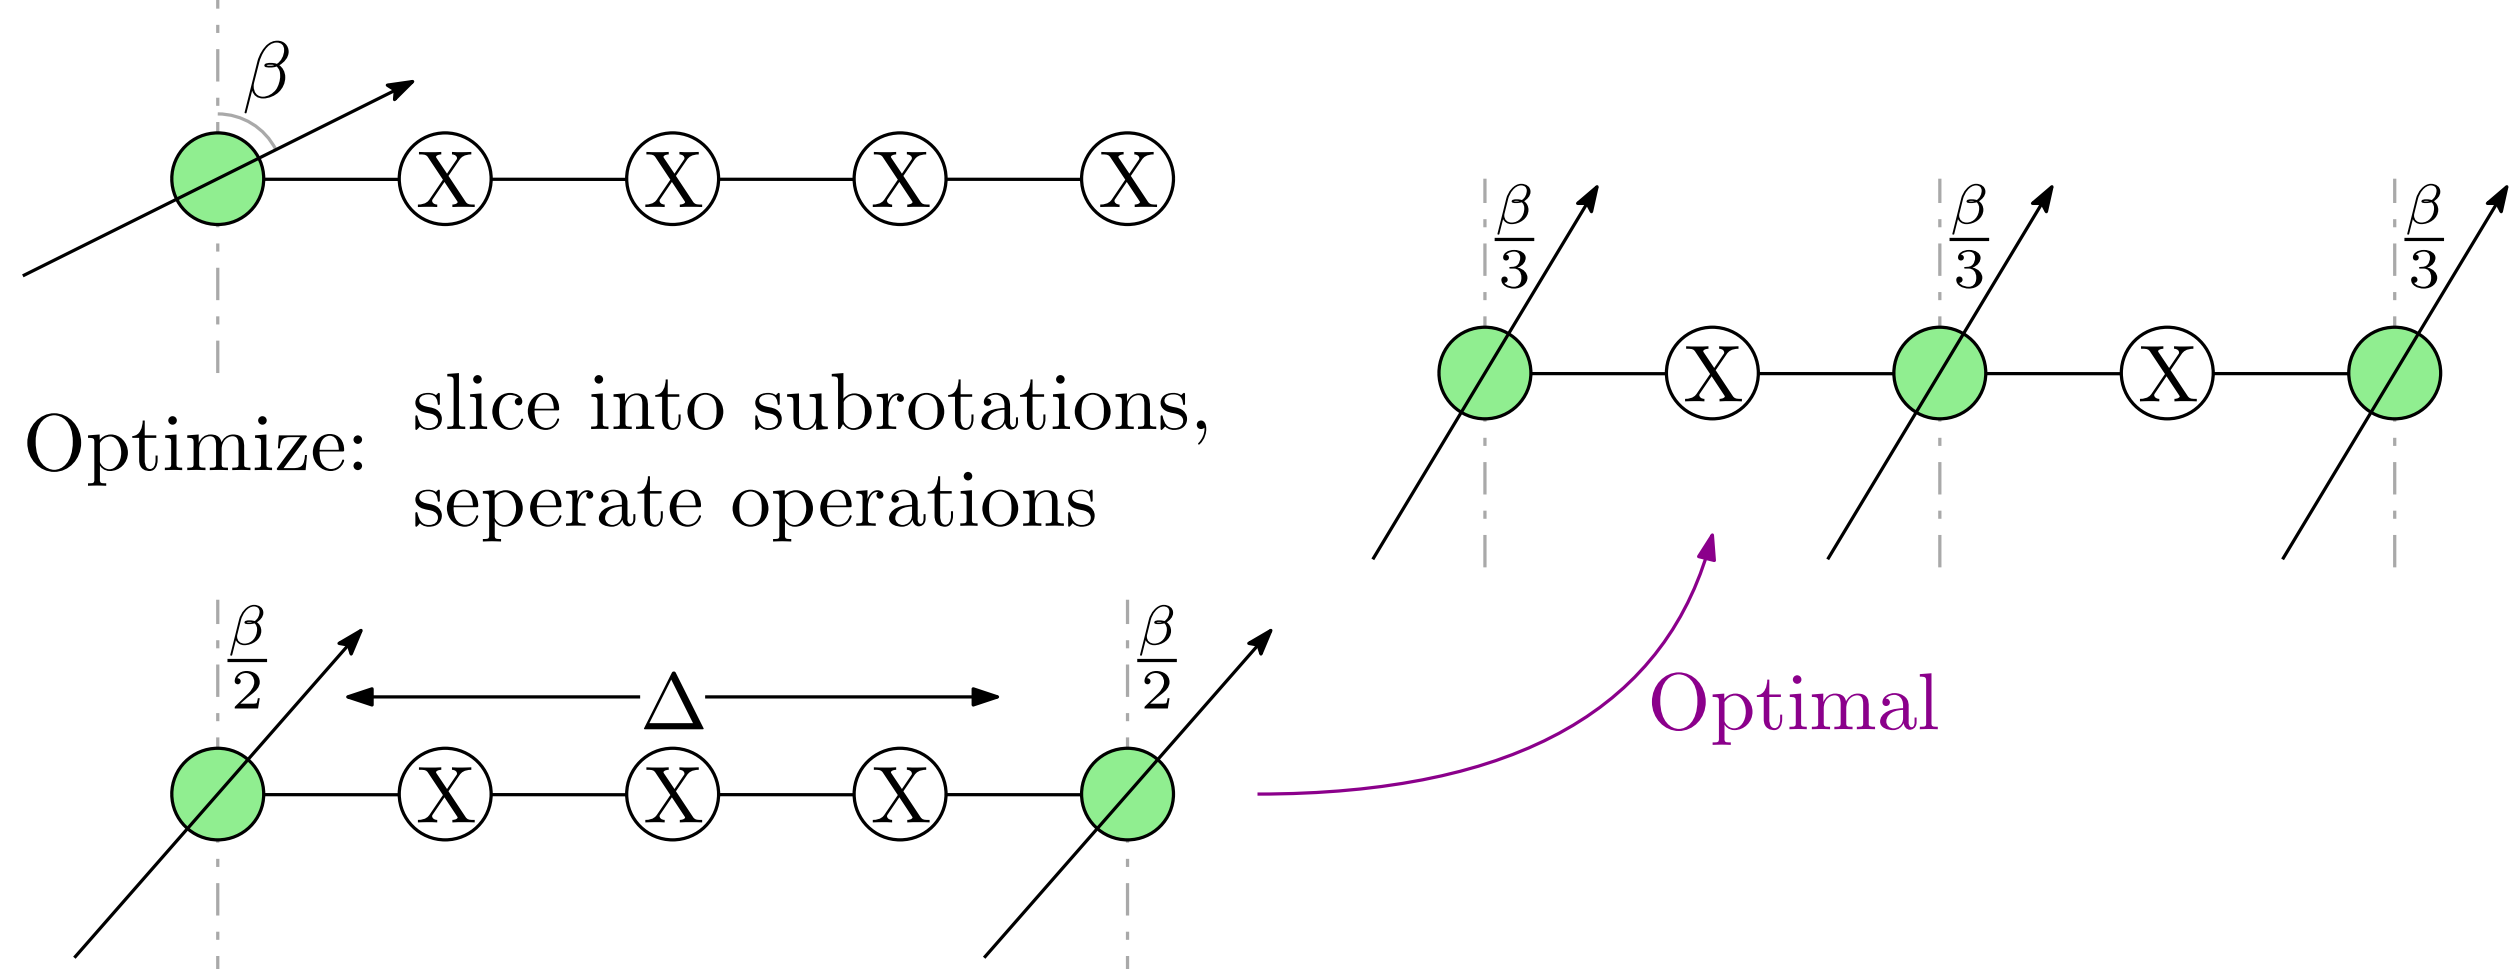 β
X X X X
β/3 β/3 β/3
X X
Optimize:
slice into subrotations,
seperate operations
β/2 β/2
Δ
X X X
Optimal